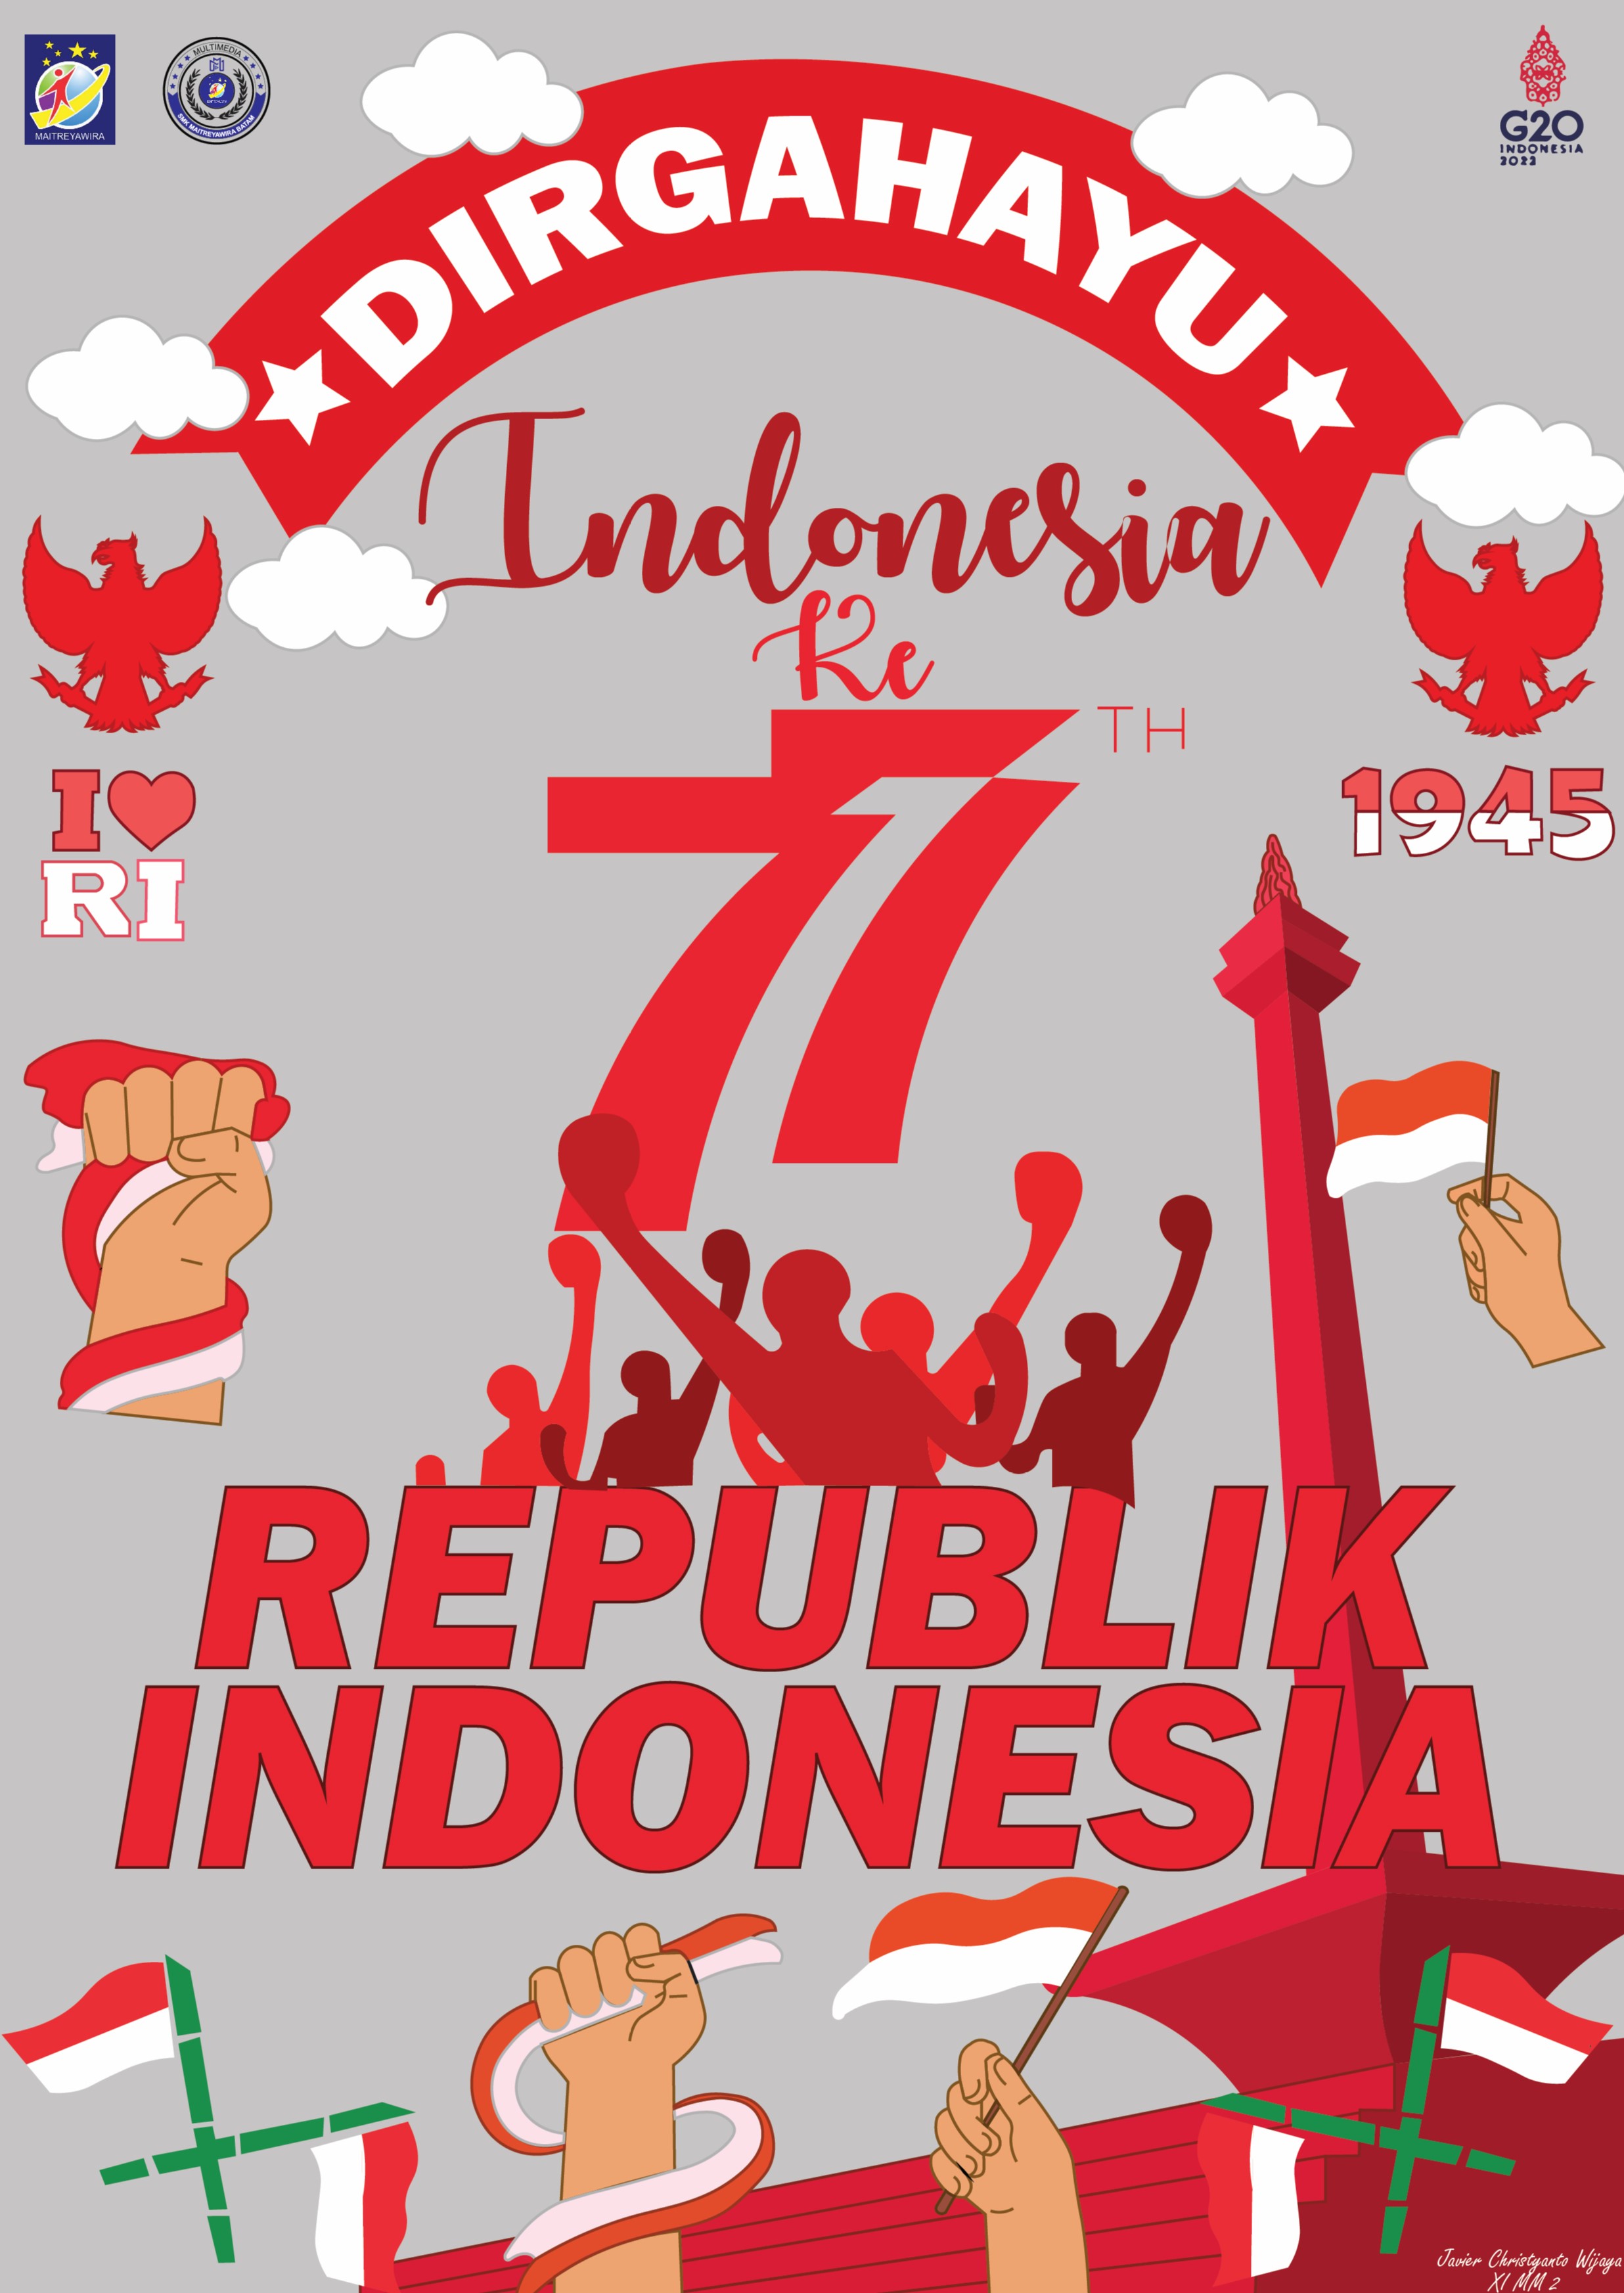 MAITREYAWIRA
MULTIMEDIA
SMK MAITREYAWIRA BATAM
G20
INDONESIA
2022
DIRGAHAYU
Indonesia
Ke
77TH
I
RI
1945
REPUBLIK
INDONESIA
Javier Christyanto Wijaya
XI MM 2